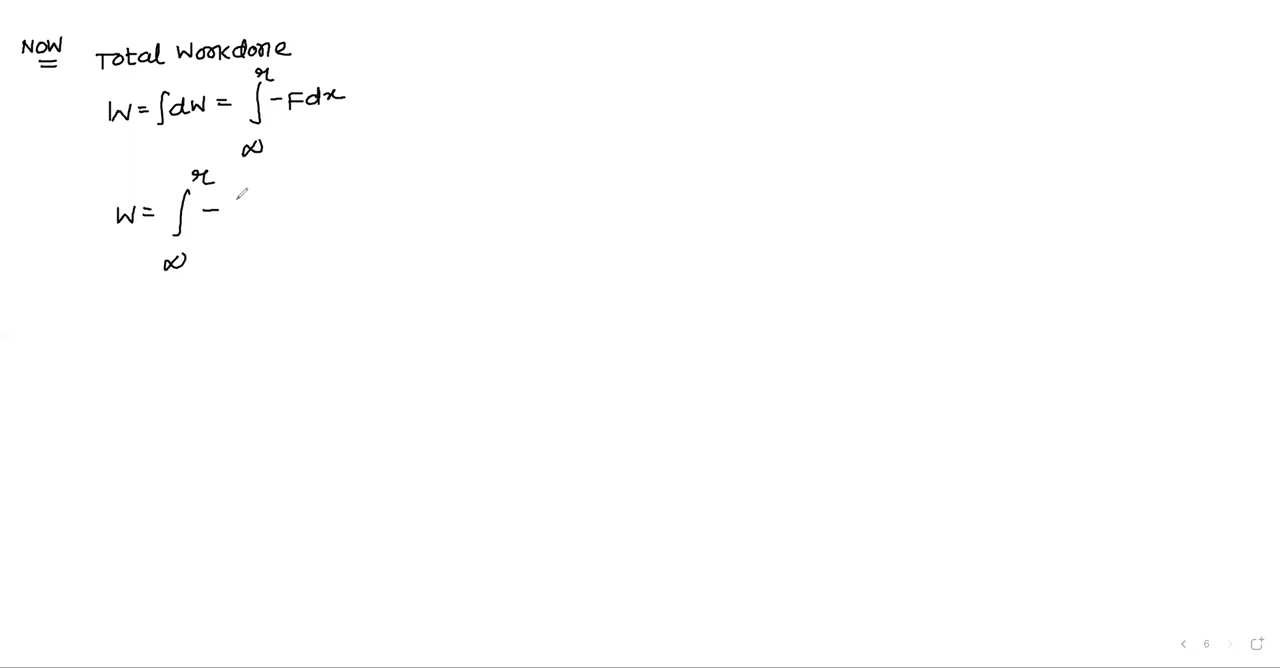 NOW Total Workdone
W = ∫dW = ∫_∞^r -Fdx
W = ∫_∞^r -
6